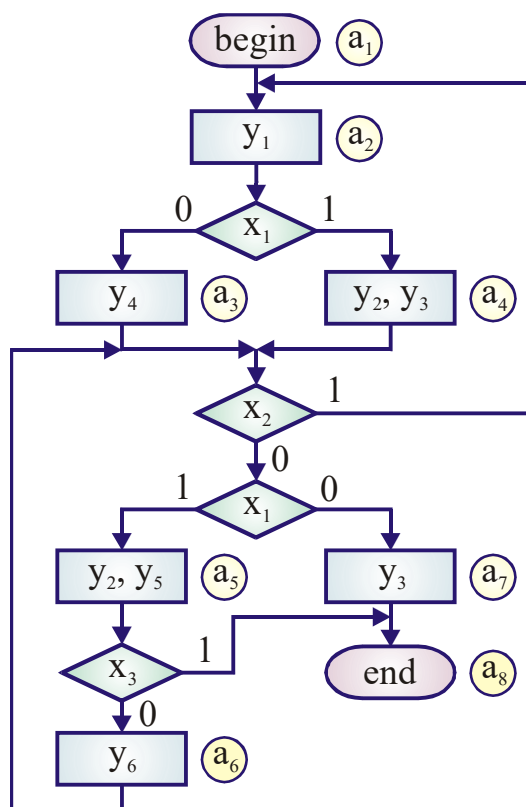 begin a₁
y₁ a₂
0 x₁ 1
y₄ a₃ y₂, y₃ a₄
x₂ 1
0
1 x₁ 0
y₂, y₅ a₅ y₃ a₇
x₃ 1 end a₈
0
y₆ a₆